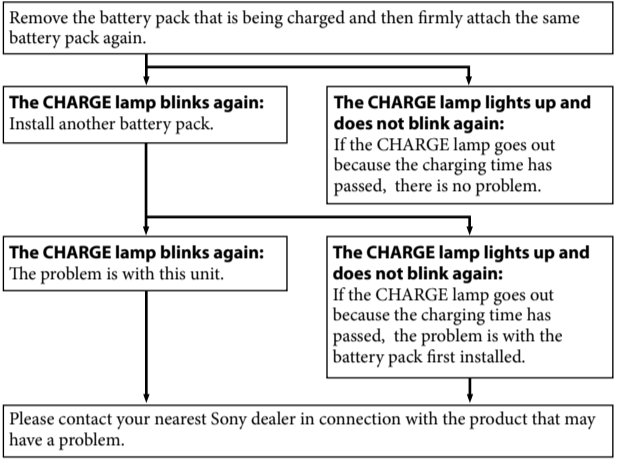 Remove the battery pack that is being charged and then firmly attach the same
battery pack again.
The CHARGE lamp blinks again:
Install another battery pack.
The CHARGE lamp lights up and
does not blink again:
If the CHARGE lamp goes out
because the charging time has
passed, there is no problem.
The CHARGE lamp blinks again:
The problem is with this unit.
The CHARGE lamp lights up and
does not blink again:
If the CHARGE lamp goes out
because the charging time has
passed, the problem is with the
battery pack first installed.
Please contact your nearest Sony dealer in connection with the product that may
have a problem.